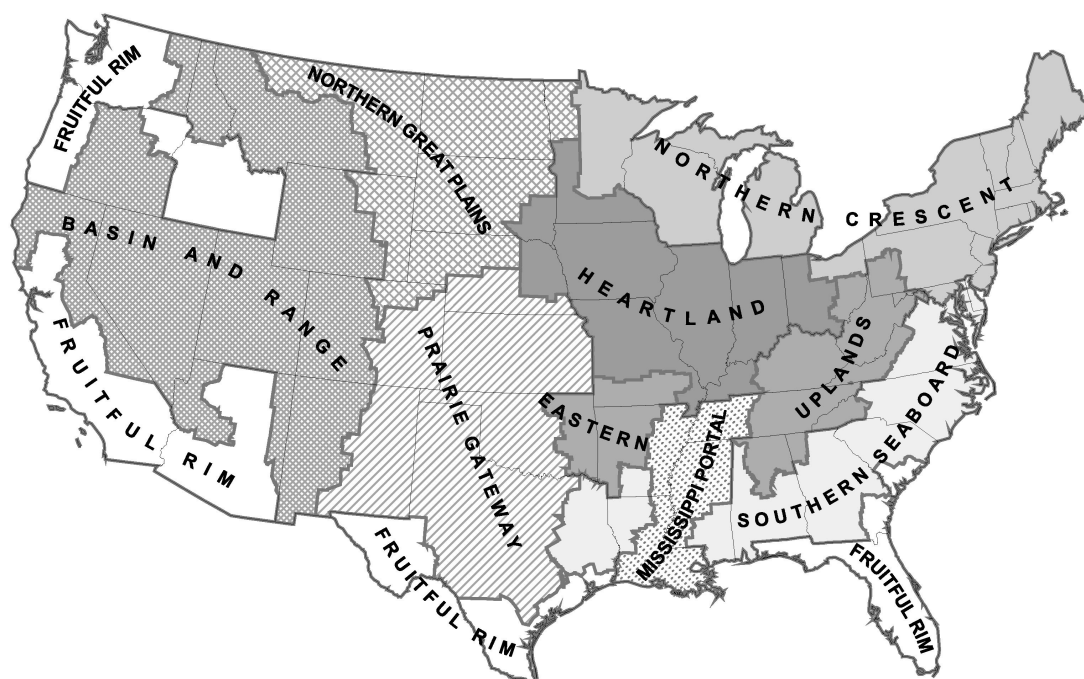 FRUITFUL RIM
NORTHERN GREAT PLAINS
NORTHERN CRESCENT
BASIN AND RANGE
HEARTLAND
FRUITFUL RIM
PRAIRIE GATEWAY
EASTERN UPLANDS
MISSISSIPPI PORTAL
SOUTHERN SEABOARD
FRUITFUL RIM
FRUITFUL RIM